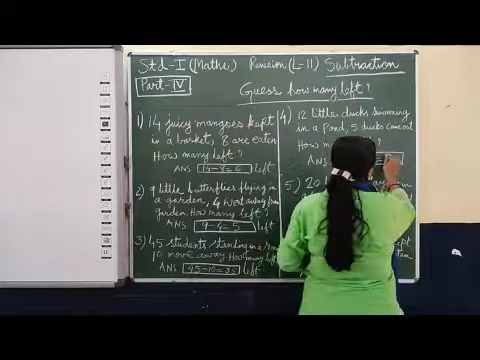 Std-I (Maths) Revision (L-11) Subtraction
Part-IV
Guess how many left?
1) 14 juicy mangoes kept
in a basket, 8 are eaten
How many left?
ANS 14-8=6 left
2) 9 little butterflies flying in
a garden, 4 went away from
garden, How many left?
ANS 9-4=5 left
3) 45 students standing in a
10 move away. How many left
ANS 45-10=35 left
4) 12 little ducks swimming
in a Pond, 5 ducks come out
How m ?
ANS =
5) 20 in